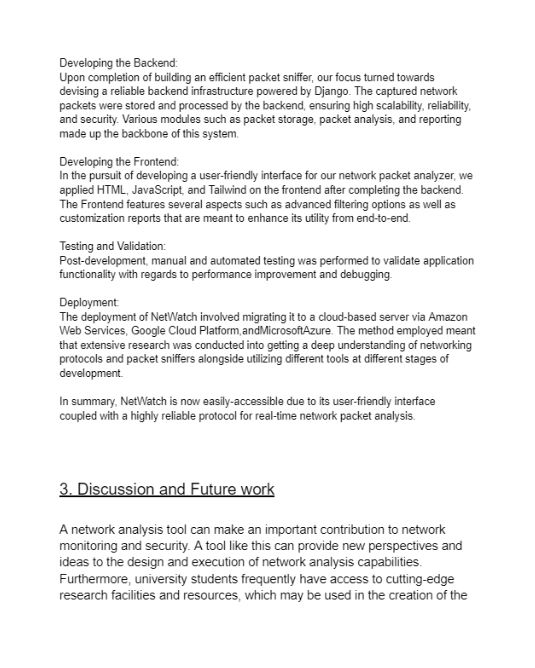 Developing the Backend:
Upon completion of building an efficient packet sniffer, our focus turned towards
devising a reliable backend infrastructure powered by Django. The captured network
packets were stored and processed by the backend, ensuring high scalability, reliability,
and security. Various modules such as packet storage, packet analysis, and reporting
made up the backbone of this system.
Developing the Frontend:
In the pursuit of developing a user-friendly interface for our network packet analyzer, we
applied HTML, JavaScript, and Tailwind on the frontend after completing the backend.
The Frontend features several aspects such as advanced filtering options as well as
customization reports that are meant to enhance its utility from end-to-end.
Testing and Validation:
Post-development, manual and automated testing was performed to validate application
functionality with regards to performance improvement and debugging.
Deployment:
The deployment of NetWatch involved migrating it to a cloud-based server via Amazon
Web Services, Google Cloud Platform,andMicrosoftAzure. The method employed meant
that extensive research was conducted into getting a deep understanding of networking
protocols and packet sniffers alongside utilizing different tools at different stages of
development.
In summary, NetWatch is now easily-accessible due to its user-friendly interface
coupled with a highly reliable protocol for real-time network packet analysis.
3. Discussion and Future work
A network analysis tool can make an important contribution to network
monitoring and security. A tool like this can provide new perspectives and
ideas to the design and execution of network analysis capabilities.
Furthermore, university students frequently have access to cutting-edge
research facilities and resources, which may be used in the creation of the